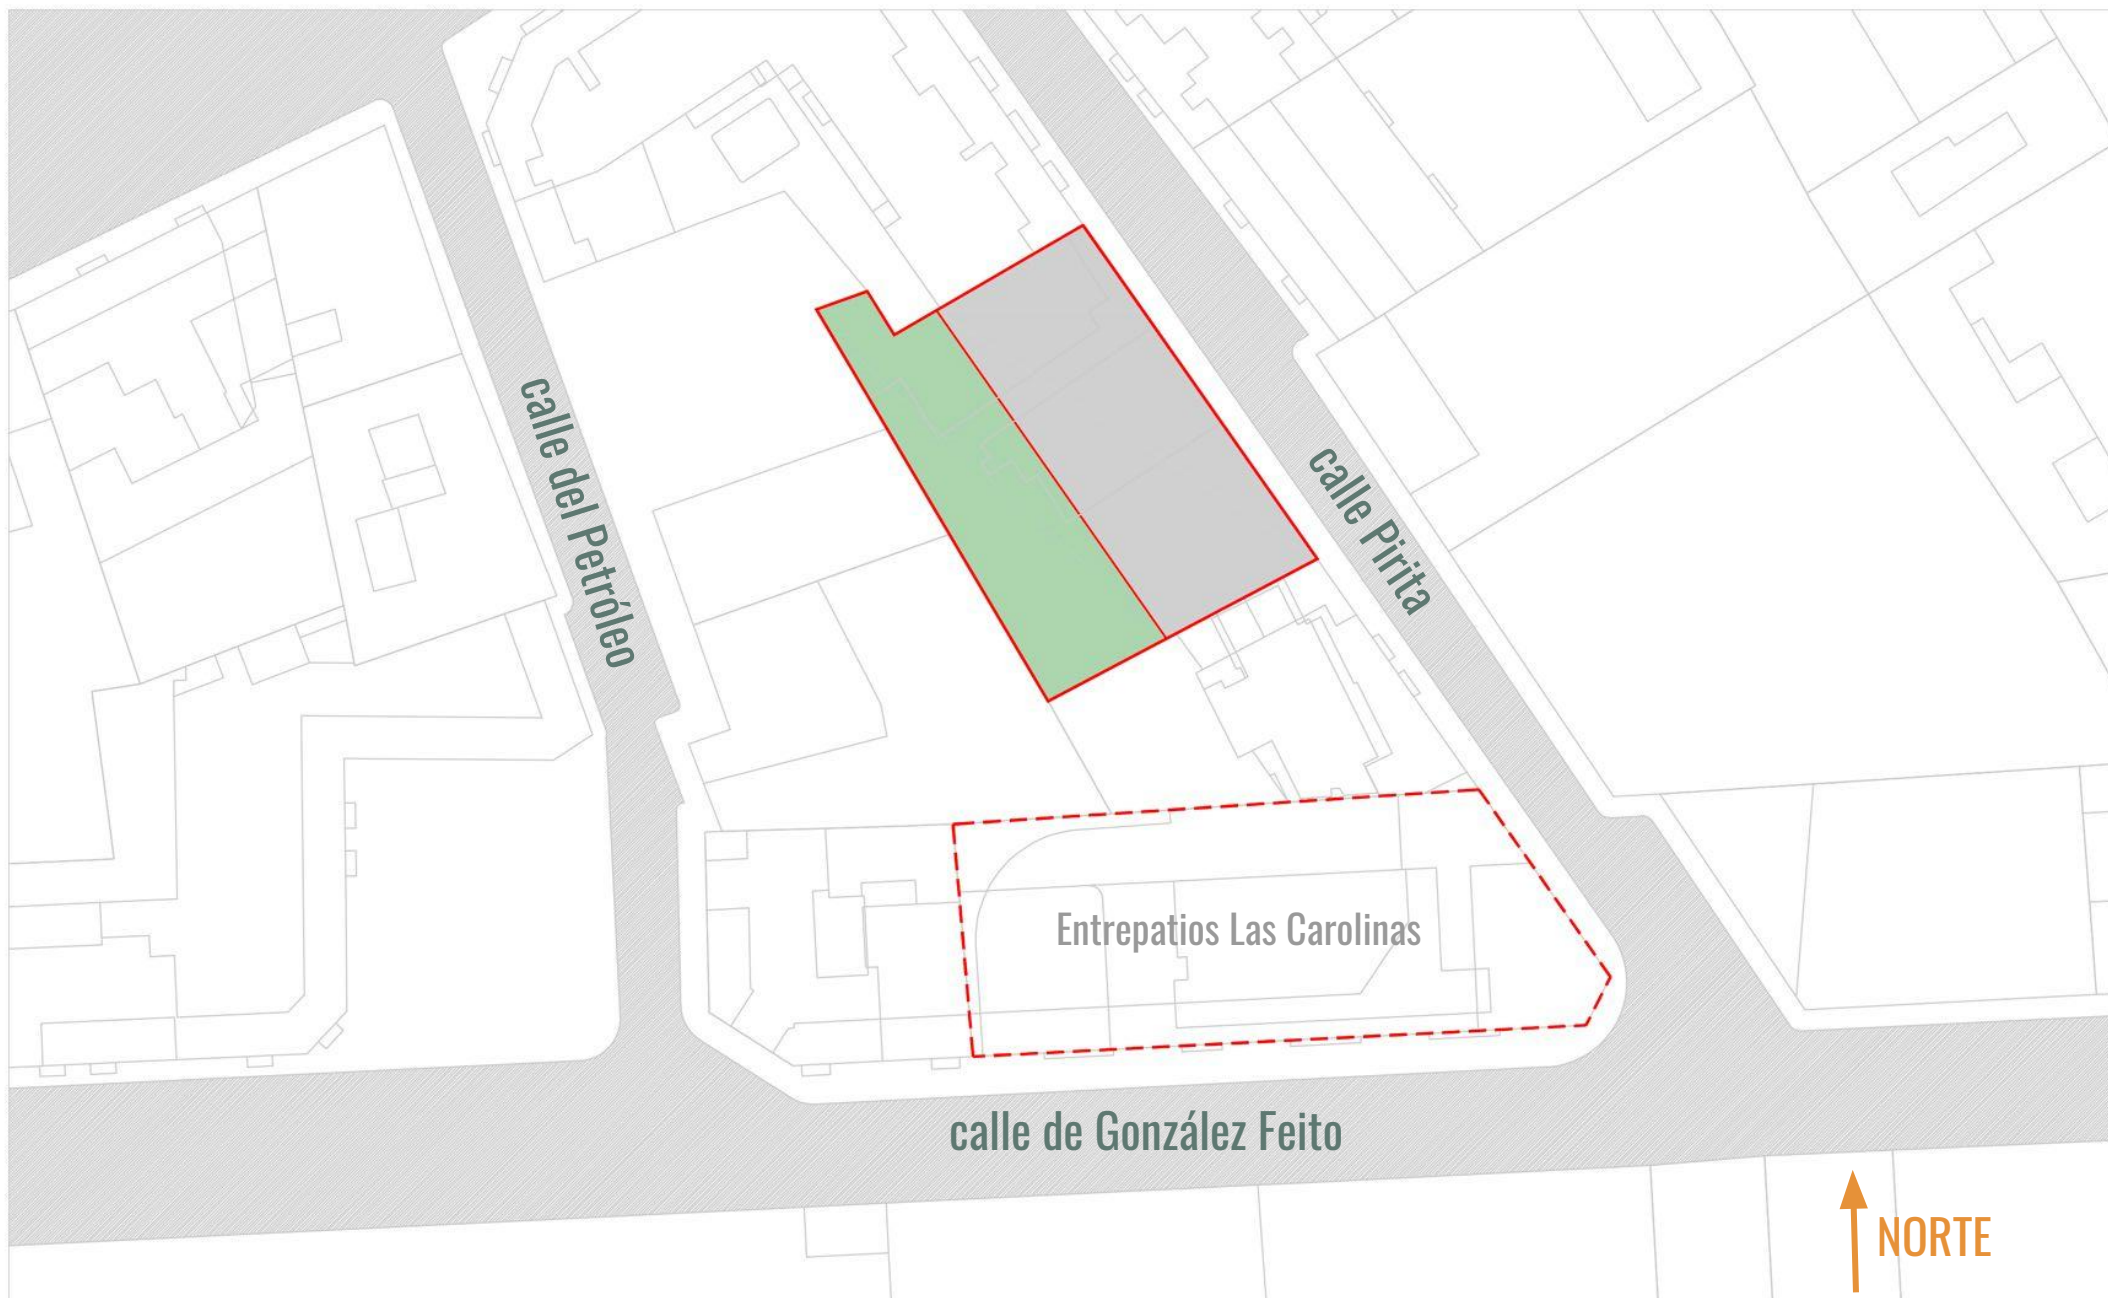 calle del Petróleo
calle Pirita
Entrepatios Las Carolinas
calle de González Feito
NORTE